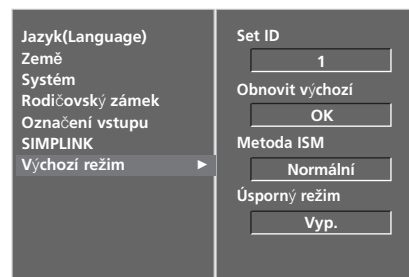 Jazyk(Language)
Země
Systém
Rodičovský zámek
Označení vstupu
SIMPLINK
Výchozí režim ►
Set ID
1
Obnovit výchozí
OK
Metoda ISM
Normální
Úsporný režim
Vyp.